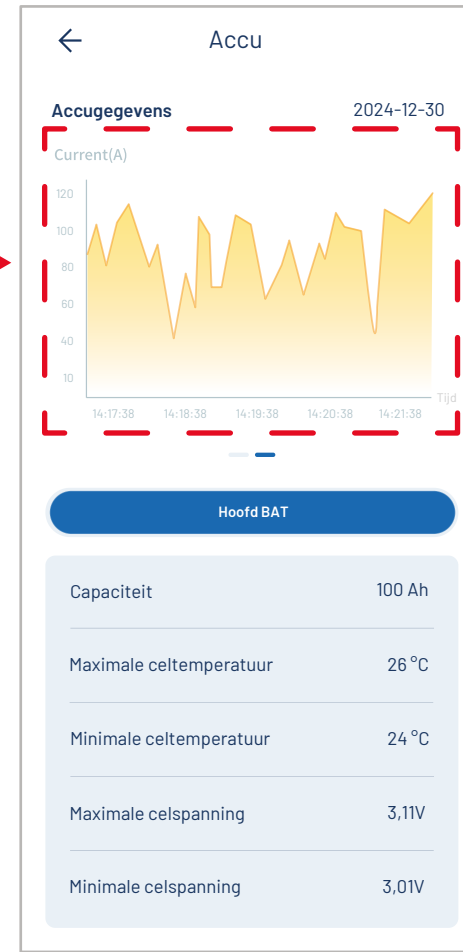 Accu
Accugegevens 2024-12-30
Current(A)
120
100
80
60
40
10
Tijd
14:17:38 14:18:38 14:19:38 14:20:38 14:21:38
Hoofd BAT
Capaciteit 100 Ah
Maximale celtemperatuur 26 °C
Minimale celtemperatuur 24 °C
Maximale celspanning 3,11V
Minimale celspanning 3,01V